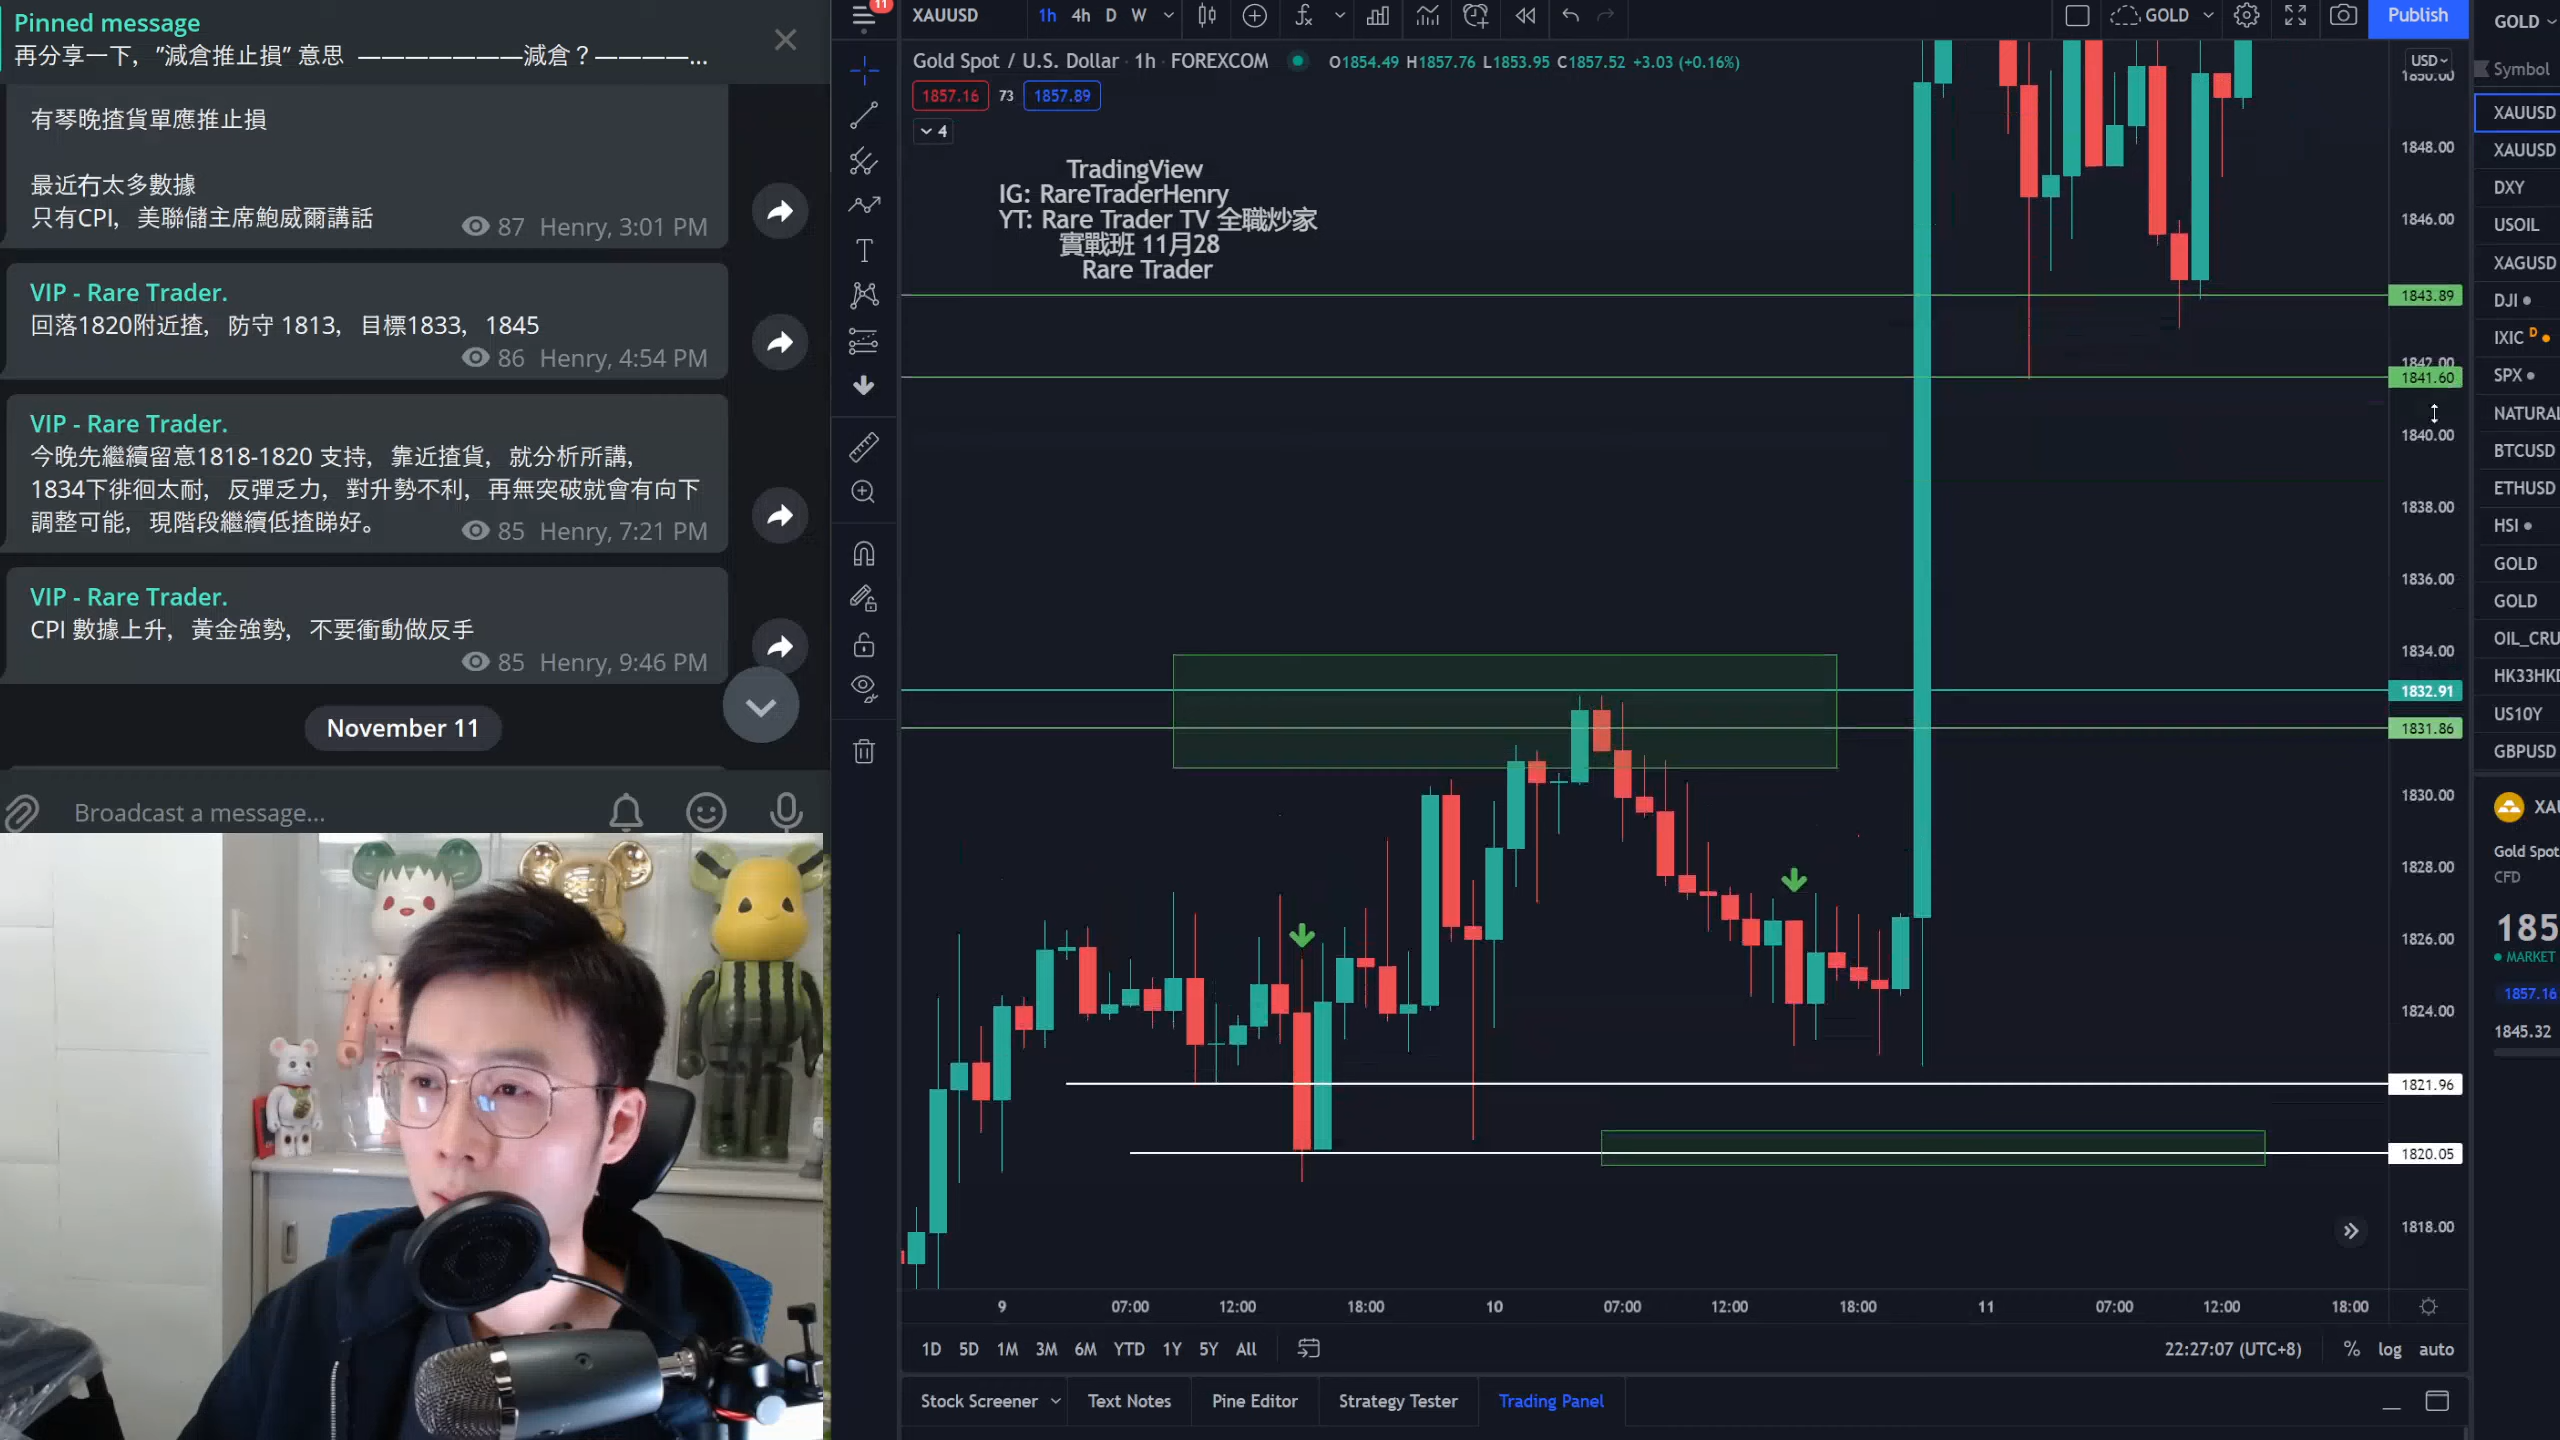 Pinned message
再分享一下，”減倉推止損” 意思 ———————減倉？————...
有琴晚揸貨單應推止損
最近冇太多數據
只有CPI，美聯儲主席鮑威爾講話
87 Henry, 3:01 PM
VIP - Rare Trader.
回落1820附近揸，防守 1813，目標1833，1845
86 Henry, 4:54 PM
VIP - Rare Trader.
今晚先繼續留意1818-1820 支持，靠近揸貨，就分析所講，
1834下徘徊太耐，反彈乏力，對升勢不利，再無突破就會有向下
調整可能，現階段繼續低揸睇好。
85 Henry, 7:21 PM
VIP - Rare Trader.
CPI 數據上升，黃金強勢，不要衝動做反手
85 Henry, 9:46 PM
November 11
Broadcast a message...
11
XAUUSD 1h 4h D W GOLD Publish
Gold Spot / U.S. Dollar · 1h · FOREXCOM O1854.49 H1857.76 L1853.95 C1857.52 +3.03 (+0.16%)
1857.16 73 1857.89
4
TradingView
IG: RareTraderHenry
YT: Rare Trader TV 全職炒家
實戰班 11月28
Rare Trader
USD
1850.00
1848.00
1846.00
1843.89
1842.00
1841.60
1840.00
1838.00
1836.00
1834.00
1832.91
1831.86
1830.00
1828.00
1826.00
1824.00
1821.96
1820.05
1818.00
9 07:00 12:00 18:00 10 07:00 12:00 18:00 11 07:00 12:00 18:00
1D 5D 1M 3M 6M YTD 1Y 5Y All 22:27:07 (UTC+8) % log auto
Stock Screener Text Notes Pine Editor Strategy Tester Trading Panel
GOLD
Symbol
XAUUSD
XAUUSD
DXY
USOIL
XAGUSD
DJI
IXIC D
SPX
NATURAL
BTCUSD
ETHUSD
HSI
GOLD
GOLD
OIL_CRU
HK33HKD
US10Y
GBPUSD
XAU
Gold Spot
CFD
185
MARKET
1857.16
1845.32